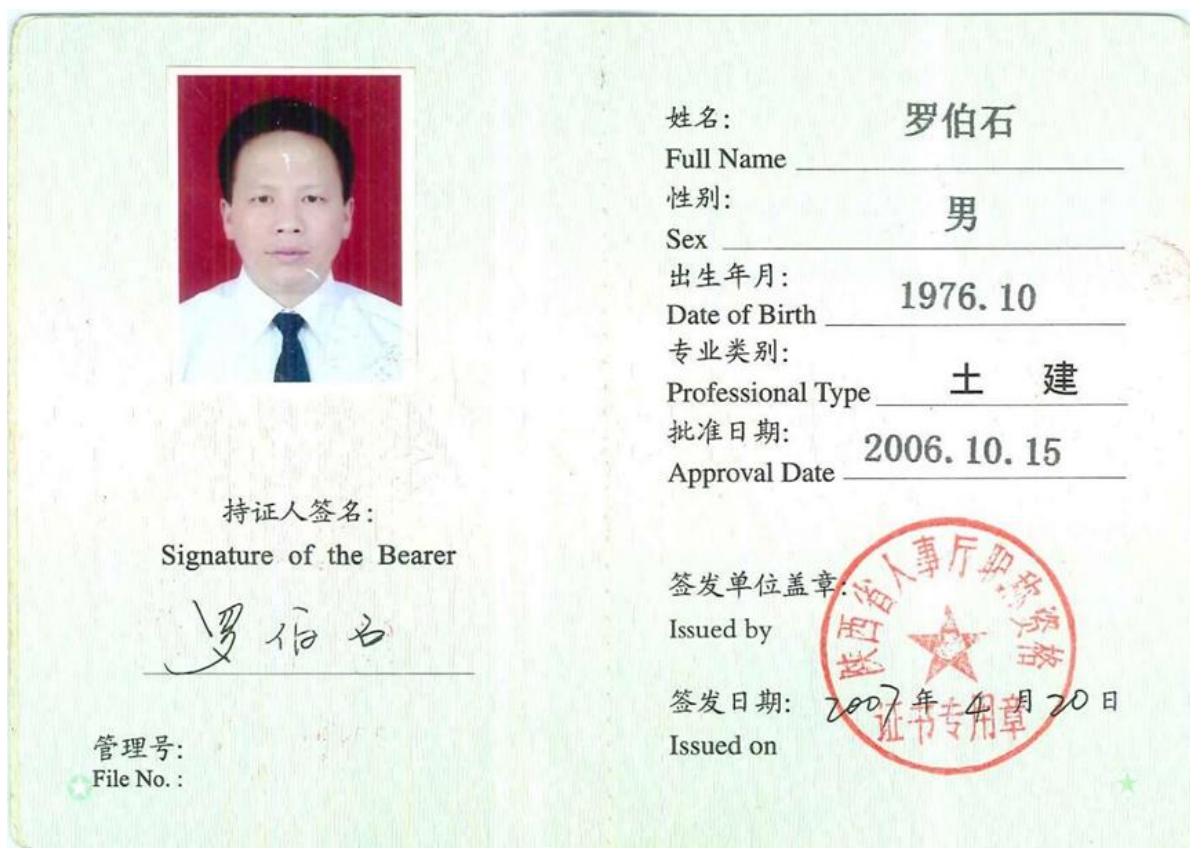 持证人签名:
Signature of the Bearer
罗伯石
管理号:
File No. :
姓名:
罗伯石
Full Name
性别:
男
Sex
出生年月:
1976.10
Date of Birth
专业类别:
土 建
Professional Type
批准日期:
2006.10.15
Approval Date
签发单位盖章:
Issued by
陕西省人事厅职称资格
证书专用章
签发日期: 2007年 4月 20日
Issued on